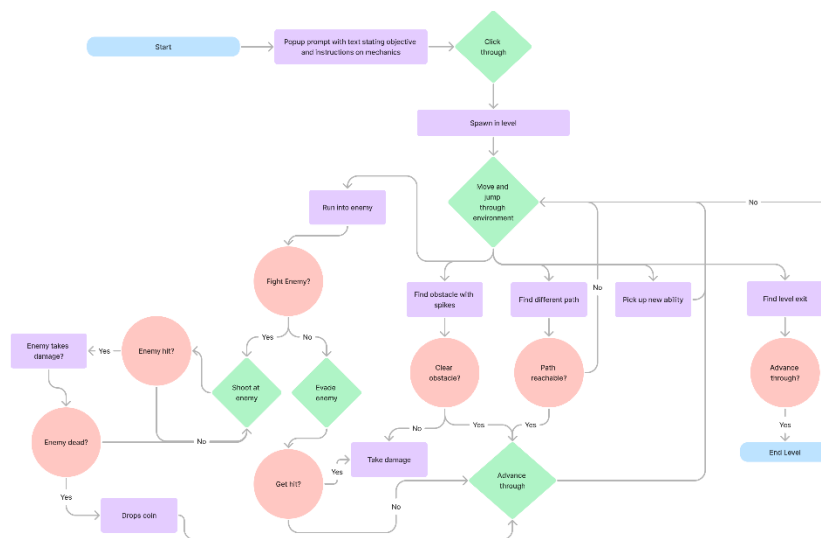 Start
Popup prompt with text stating objective
and instructions on mechanics
Click
through
Spawn in level
Move and
jump
through
environment
No
Run into enemy
Fight Enemy?
Find obstacle with
spikes
Find different path
No
Pick up new ability
Find level exit
Enemy takes
damage?
Yes
Enemy hit?
Yes
No
Shoot at
enemy
Evade
enemy
Clear
obstacle?
Path
reachable?
Advance
through?
No
Yes
Yes
Yes
Enemy dead?
No
Take damage
End Level
Yes
Get hit?
Advance
through
Yes
No
Drops coin